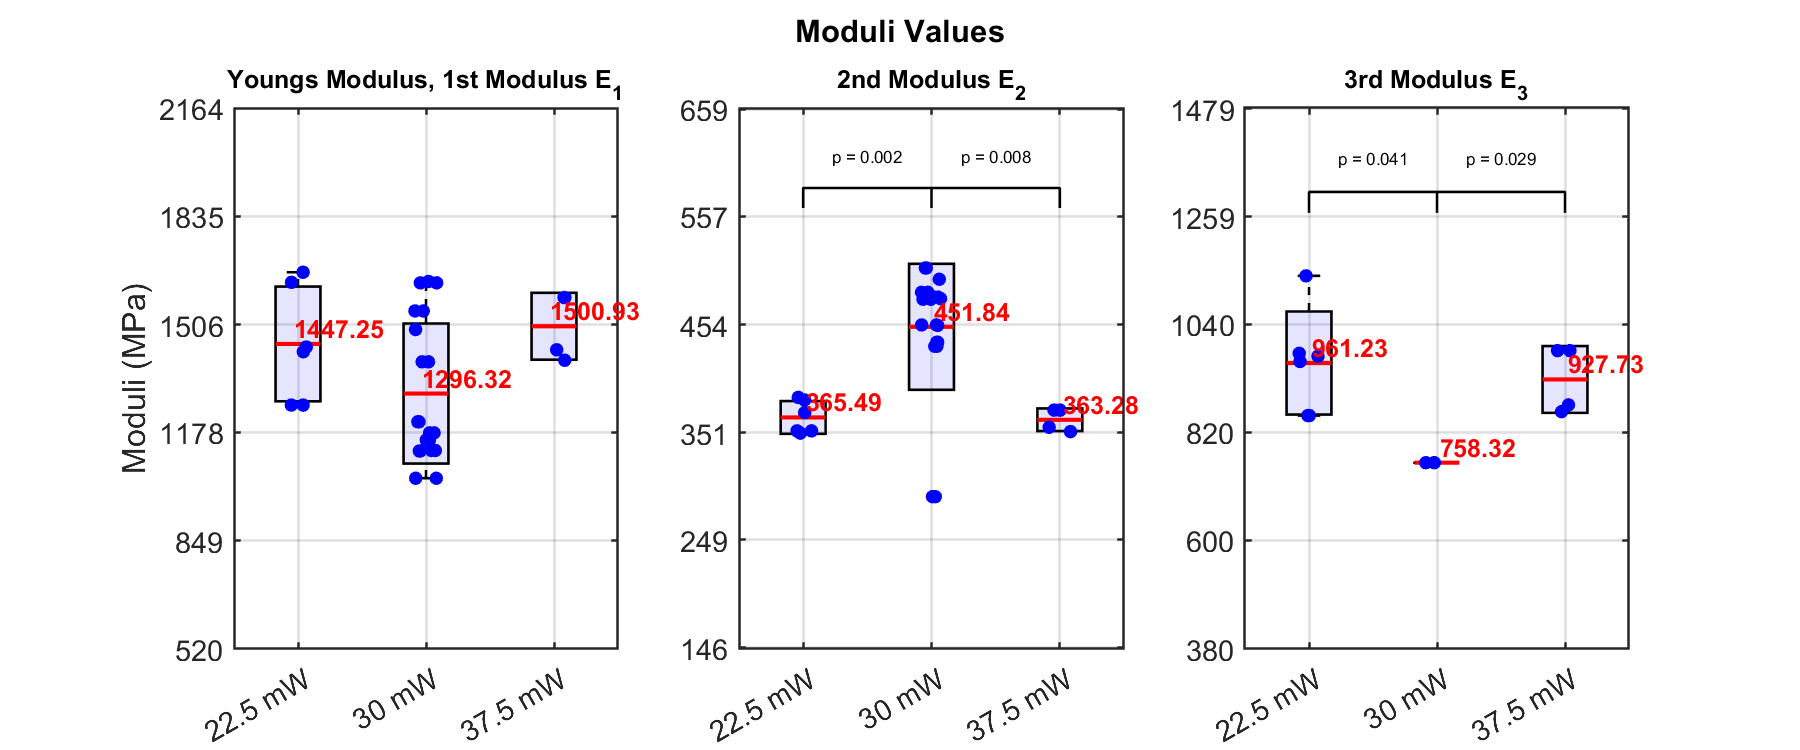 Moduli Values
Youngs Modulus, 1st Modulus E1
2nd Modulus E2
3rd Modulus E3
Moduli (MPa)
2164
1835
1506
1178
849
520
1447.25
1296.32
1500.93
22.5 mW
30 mW
37.5 mW
659
557
454
351
249
146
p = 0.002
p = 0.008
365.49
451.84
363.28
22.5 mW
30 mW
37.5 mW
1479
1259
1040
820
600
380
p = 0.041
p = 0.029
961.23
758.32
927.73
22.5 mW
30 mW
37.5 mW